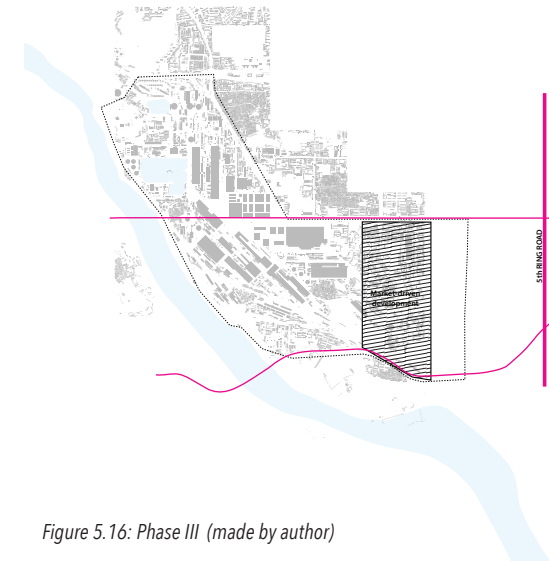 5th RING ROAD
Market-driven
development
Figure 5.16: Phase III (made by author)